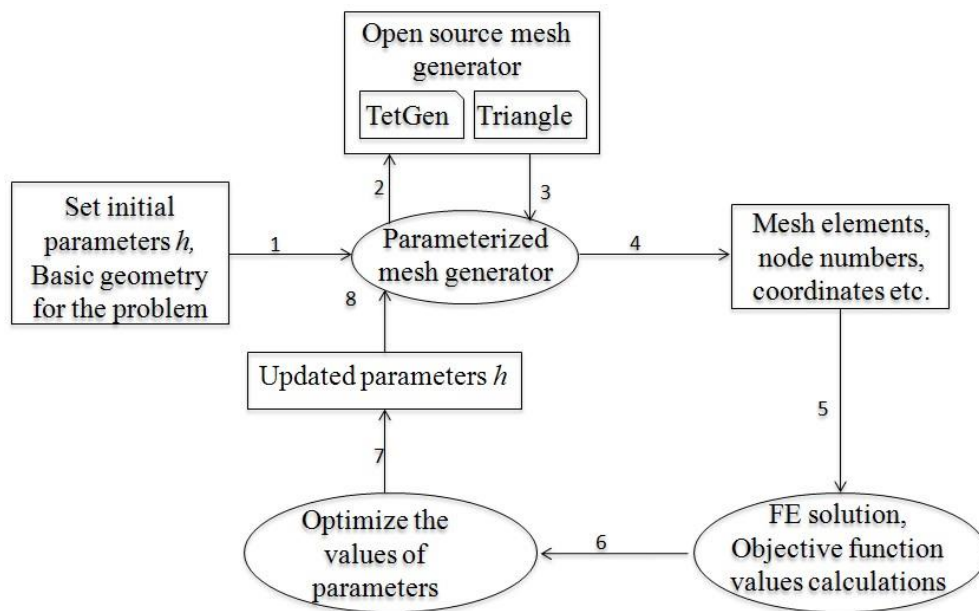 Open source mesh
generator
TetGen
Triangle
2
3
Set initial
parameters h,
Basic geometry
for the problem
1
Parameterized
mesh generator
4
Mesh elements,
node numbers,
coordinates etc.
8
Updated parameters h
5
7
Optimize the
values of
parameters
6
FE solution,
Objective function
values calculations